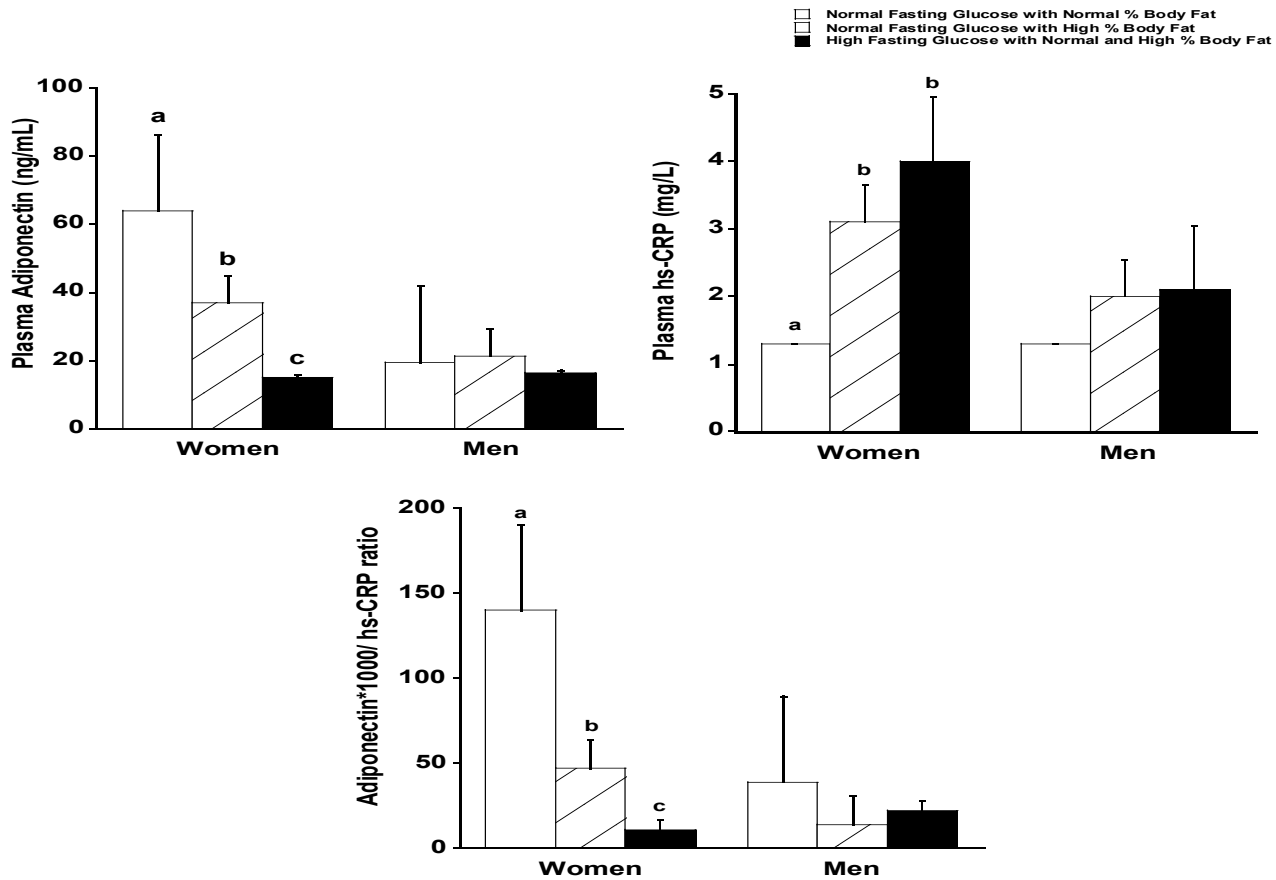 Normal Fasting Glucose with Normal % Body Fat
Normal Fasting Glucose with High % Body Fat
High Fasting Glucose with Normal and High % Body Fat
Plasma Adiponectin (ng/mL)
100
80
60
40
20
0
a
b
c
Women
Men
Plasma hs-CRP (mg/L)
5
4
3
2
1
0
a
b
b
Women
Men
Adiponectin*1000/ hs-CRP ratio
200
150
100
50
0
a
b
c
Women
Men